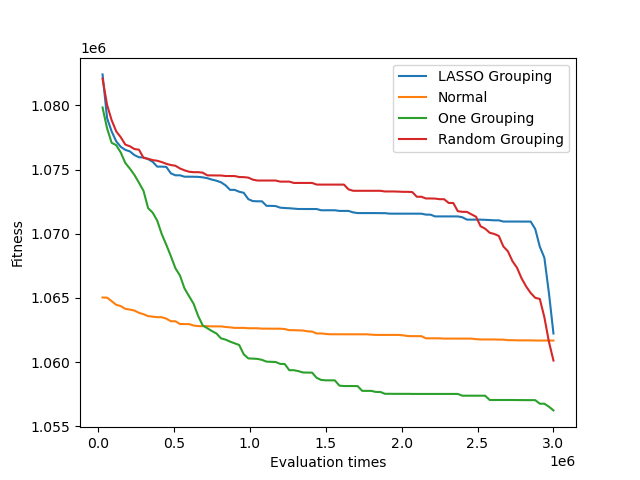 1e6
1.080
1.075
1.070
1.065
1.060
1.055
Fitness
LASSO Grouping
Normal
One Grouping
Random Grouping
0.0 0.5 1.0 1.5 2.0 2.5 3.0
Evaluation times
1e6